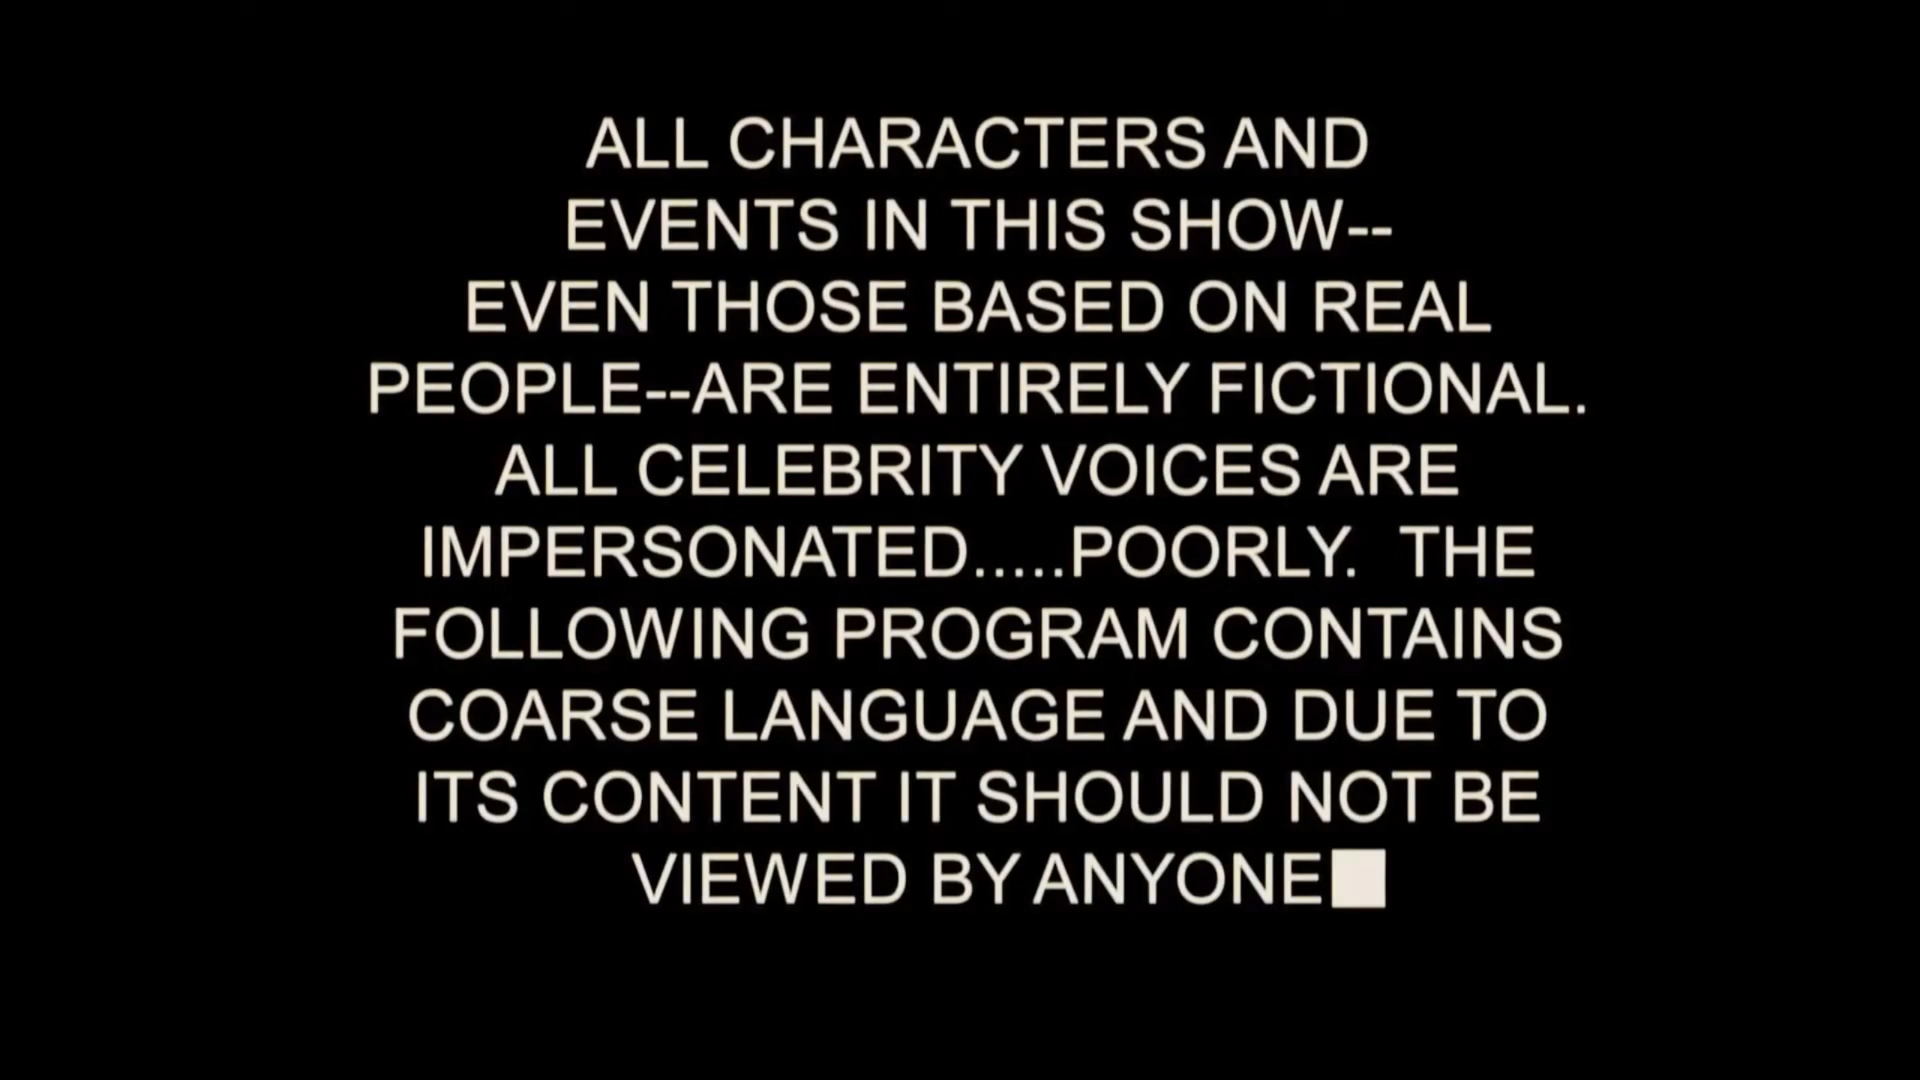 ALL CHARACTERS AND
EVENTS IN THIS SHOW--
EVEN THOSE BASED ON REAL
PEOPLE--ARE ENTIRELY FICTIONAL.
ALL CELEBRITY VOICES ARE
IMPERSONATED.....POORLY.  THE
FOLLOWING PROGRAM CONTAINS
COARSE LANGUAGE AND DUE TO
ITS CONTENT IT SHOULD NOT BE
VIEWED BY ANYONE■